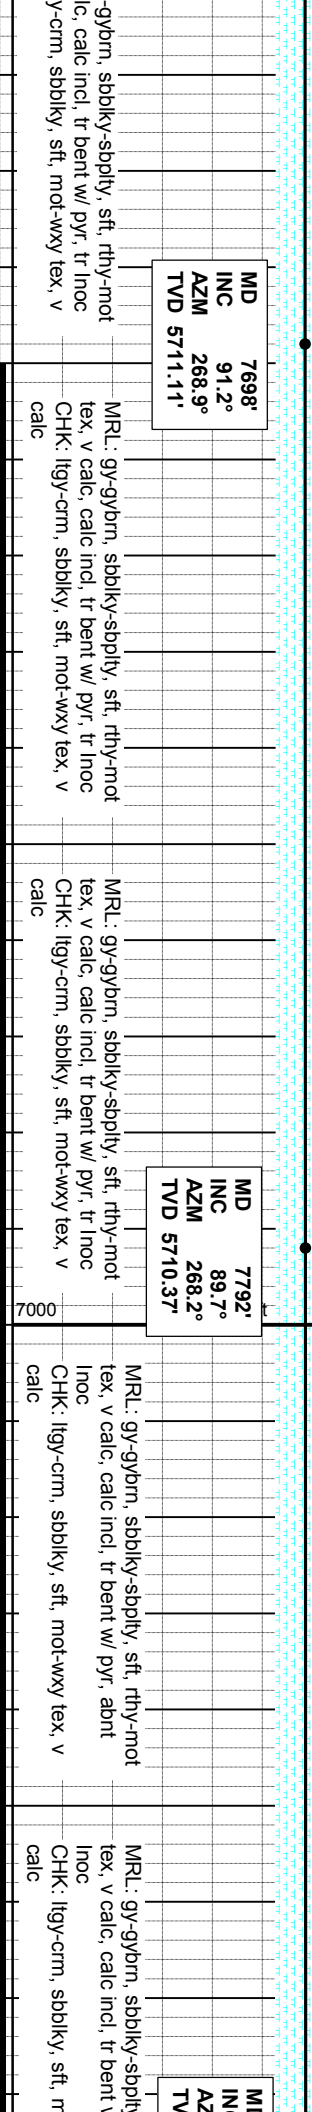 -gybrn, sbblky-sbplty, sft, rthy-mot
lc, calc incl, tr bent w/ pyr, tr Inoc
y-crm, sbblky, sft, mot-wxy tex, v
MD 7698'
INC 91.2°
AZM 268.9°
TVD 5711.11'
MRL: gy-gybrn, sbblky-sbplty, sft, rthy-mot
tex, v calc, calc incl, tr bent w/ pyr, tr Inoc
CHK: ltgy-crm, sbblky, sft, mot-wxy tex, v
calc
MRL: gy-gybrn, sbblky-sbplty, sft, rthy-mot
tex, v calc, calc incl, tr bent w/ pyr, tr Inoc
CHK: ltgy-crm, sbblky, sft, mot-wxy tex, v
calc
MD 7792'
INC 89.7°
AZM 268.2°
TVD 5710.37'
t
7000
MRL: gy-gybrn, sbblky-sbplty, sft, rthy-mot
tex, v calc, calc incl, tr bent w/ pyr, abnt
Inoc
CHK: ltgy-crm, sbblky, sft, mot-wxy tex, v
calc
MRL: gy-gybrn, sbblky-sbplty
tex, v calc, calc incl, tr bent
Inoc
CHK: ltgy-crm, sbblky, sft, m
calc
MD
INC
AZ
TV